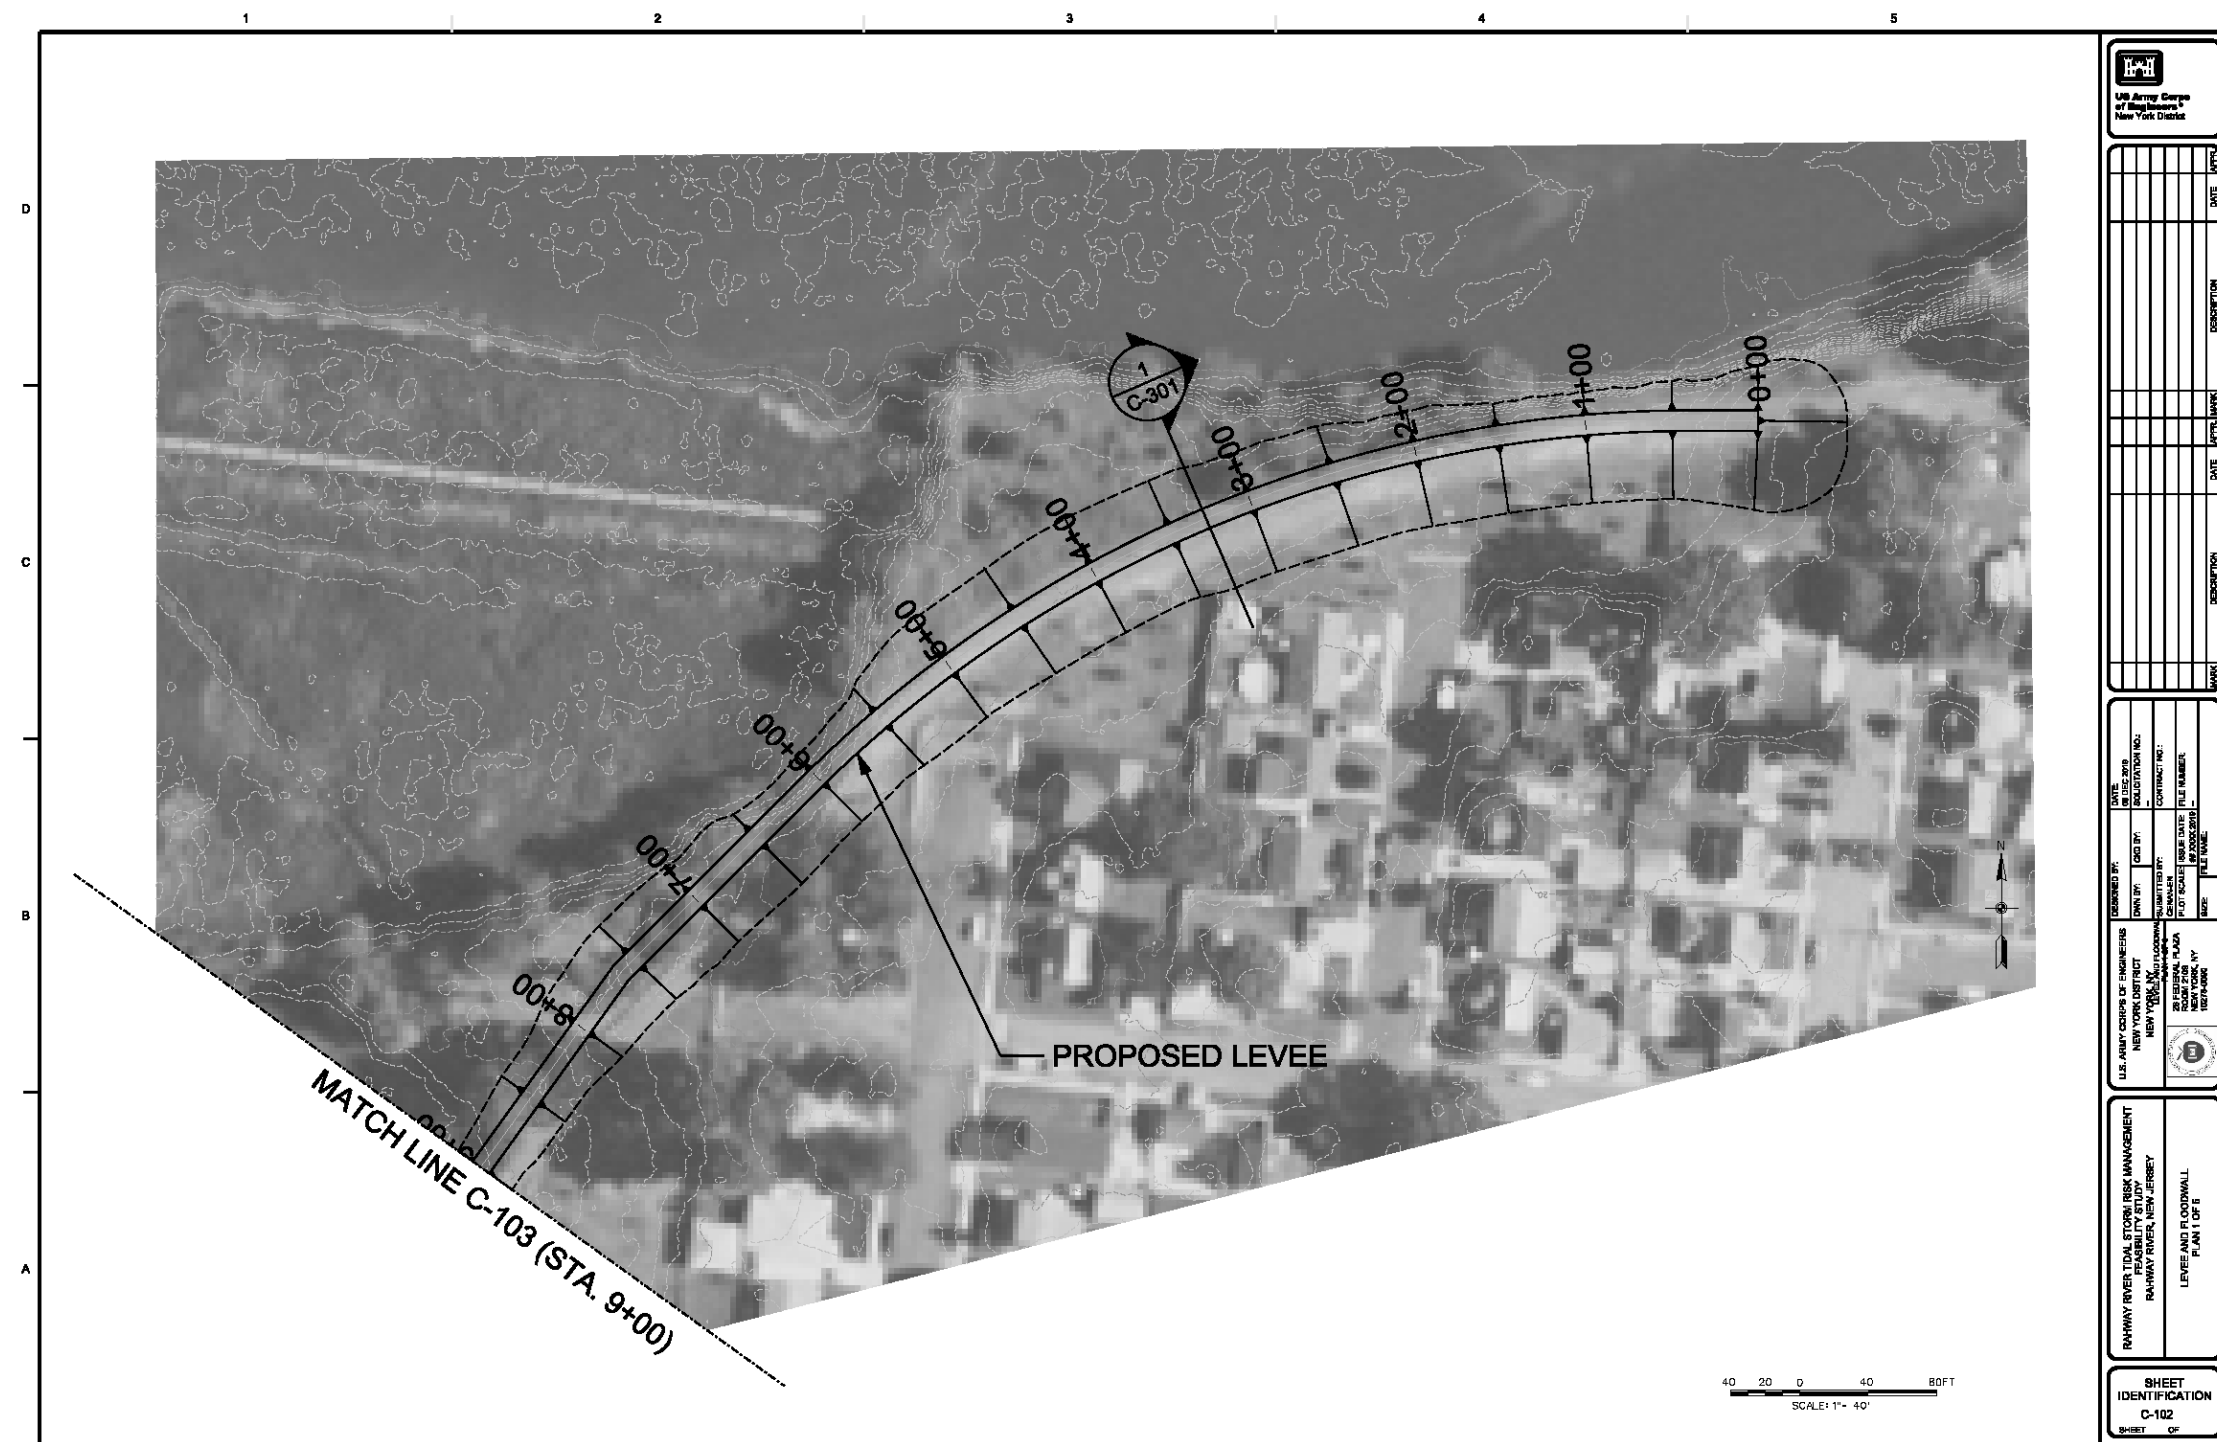 1
2
3
4
5
D
C
B
A
1
C-301
0+00
1+00
2+00
3+00
4+00
5+00
6+00
7+00
8+00
PROPOSED LEVEE
MATCH LINE C-103 (STA. 9+00)
N
40 20 0 40 80FT
SCALE: 1"- 40'
US Army Corps
of Engineers®
New York District
MARK
DESCRIPTION
DATE
APPR.
MARK
DESCRIPTION
DATE
APPR.
DESIGNED BY:
DATE:
DWN BY:
CKD BY:
SOLICITATION NO.:
SUBMITTED BY:
CONTRACT NO.:
PLOT SCALE:
ISSUE DATE:
FILE NUMBER:
SIZE:
FILE NAME:
U.S. ARMY CORPS OF ENGINEERS
NEW YORK DISTRICT
NEW YORK, NY
26 FEDERAL PLAZA
NEW YORK, NY
RAHWAY RIVER TIDAL STORM RISK MANAGEMENT
FEASIBILITY STUDY
RAHWAY RIVER, NEW JERSEY
LEVEE AND FLOODWALL
PLAN 1 OF 5
SHEET
IDENTIFICATION
C-102
SHEET OF